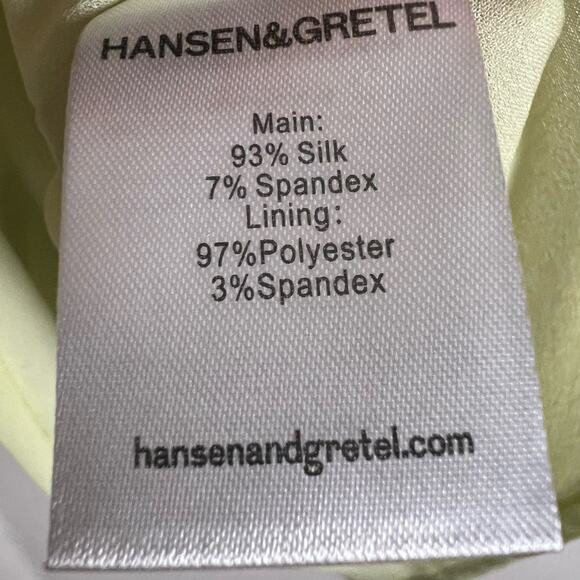 HANSEN&GRETEL
Main:
93% Silk
7% Spandex
Lining:
97%Polyester
3%Spandex
hansenandgretel.com